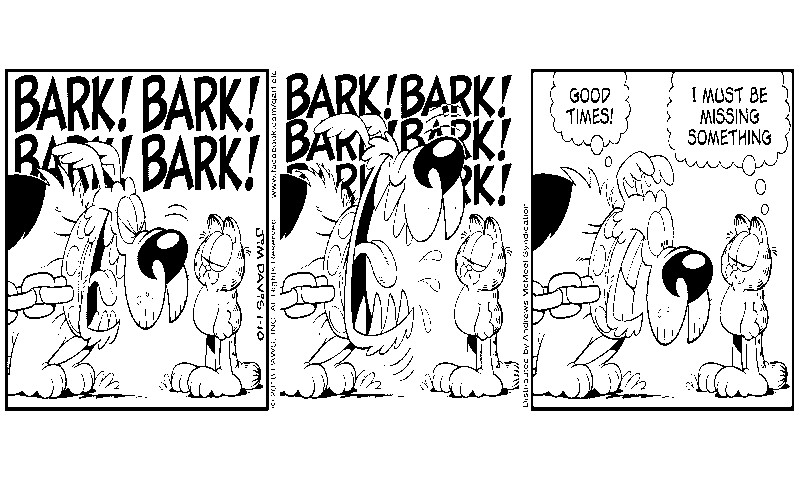 BARK! BARK!
BARK! BARK!
JIM DAVIS 1-10
BARK! BARK!
BARK! BARK!
BARK! BARK!
Distributed by Andrews McMeel Syndication
GOOD
TIMES!
I MUST BE
MISSING
SOMETHING